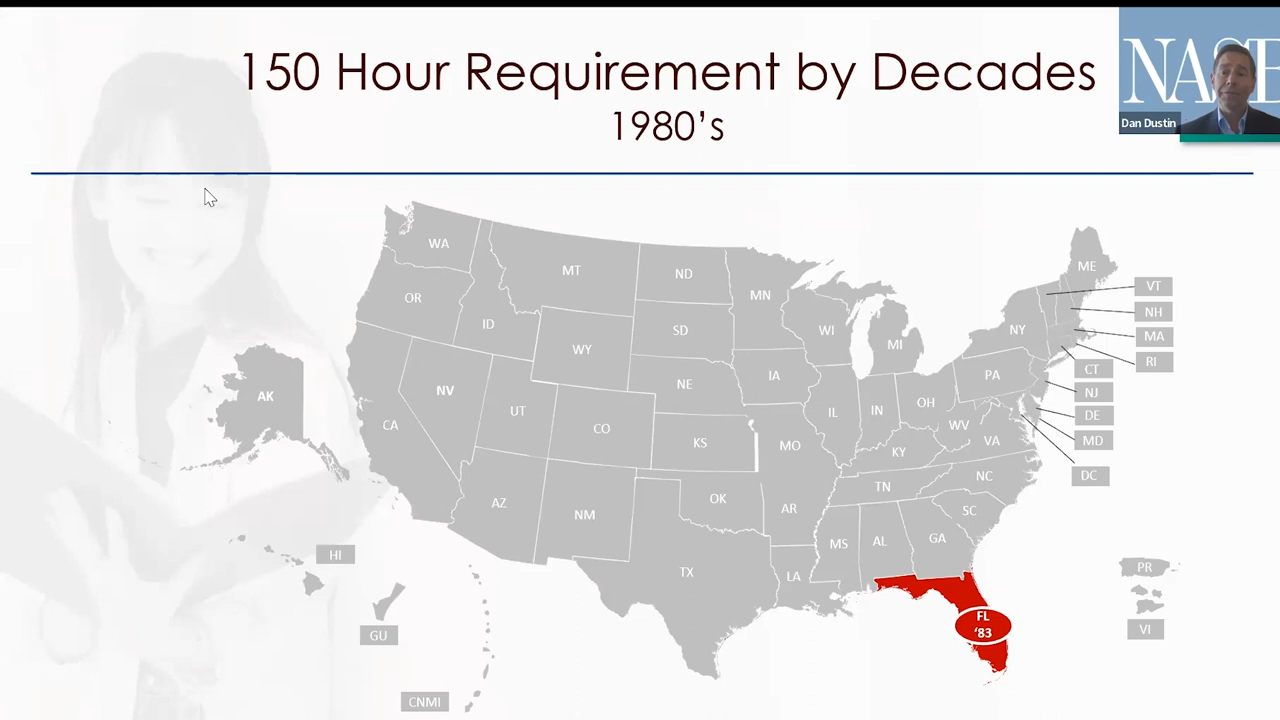 150 Hour Requirement by Decades
1980's
NASB
Dan Dustin
WA
MT
ND
MN
ME
VT
OR
ID
SD
WI
NY
NH
WY
MI
MA
RI
AK
NV
UT
NE
IA
PA
CT
NJ
CA
CO
KS
MO
IL
IN
OH
WV
VA
DE
MD
KY
DC
AZ
NM
OK
AR
TN
NC
SC
HI
TX
LA
MS
AL
GA
PR
GU
FL
'83
VI
CNMI